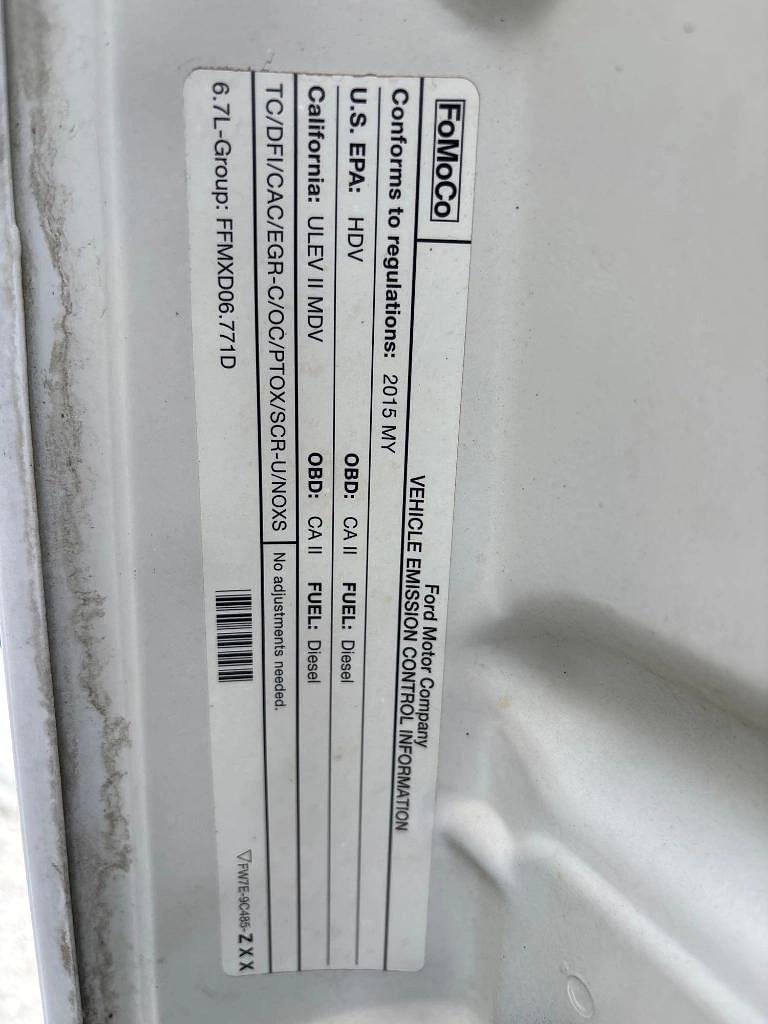 FoMoCo
Ford Motor Company
VEHICLE EMISSION CONTROL INFORMATION
Conforms to regulations: 2015 MY
U.S. EPA: HDV OBD: CA II FUEL: Diesel
California: ULEV II MDV OBD: CA II FUEL: Diesel
TC/DFI/CAC/EGR-C/OC/PTOX/SCR-U/NOXS No adjustments needed.
6.7L-Group: FFMXD06.771D
FW7E-9C485-ZXX